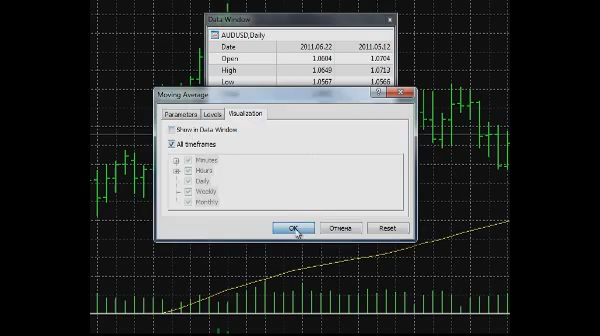 Data Window
AUDUSD,Daily
Date 2011.06.22 2011.05.12
Open 1.0604 1.0704
High 1.0649 1.0713
Low 1.0567 1.0566
Moving Average
Parameters Levels Visualization
Show in Data Window
All timeframes
Minutes
Hours
Daily
Weekly
Monthly
OK Отмена Reset